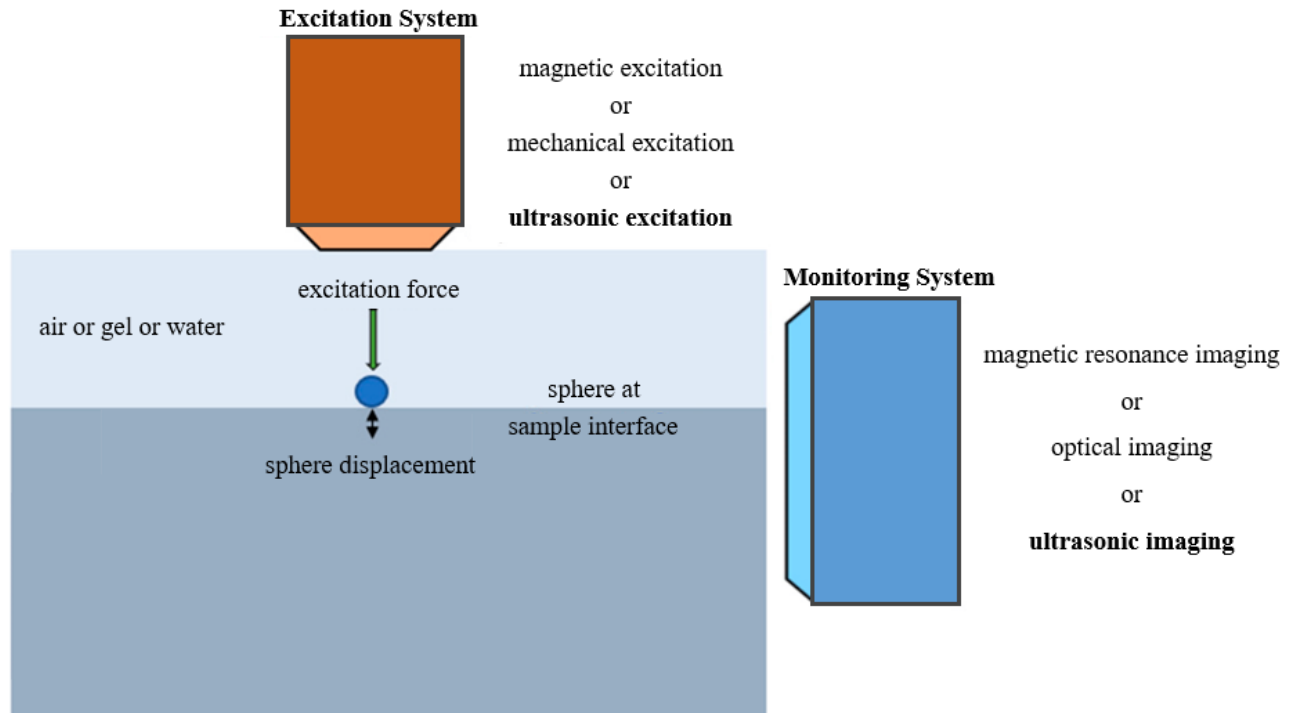 Excitation System
magnetic excitation
or
mechanical excitation
or
ultrasonic excitation
excitation force
air or gel or water
sphere at
sample interface
sphere displacement
Monitoring System
magnetic resonance imaging
or
optical imaging
or
ultrasonic imaging